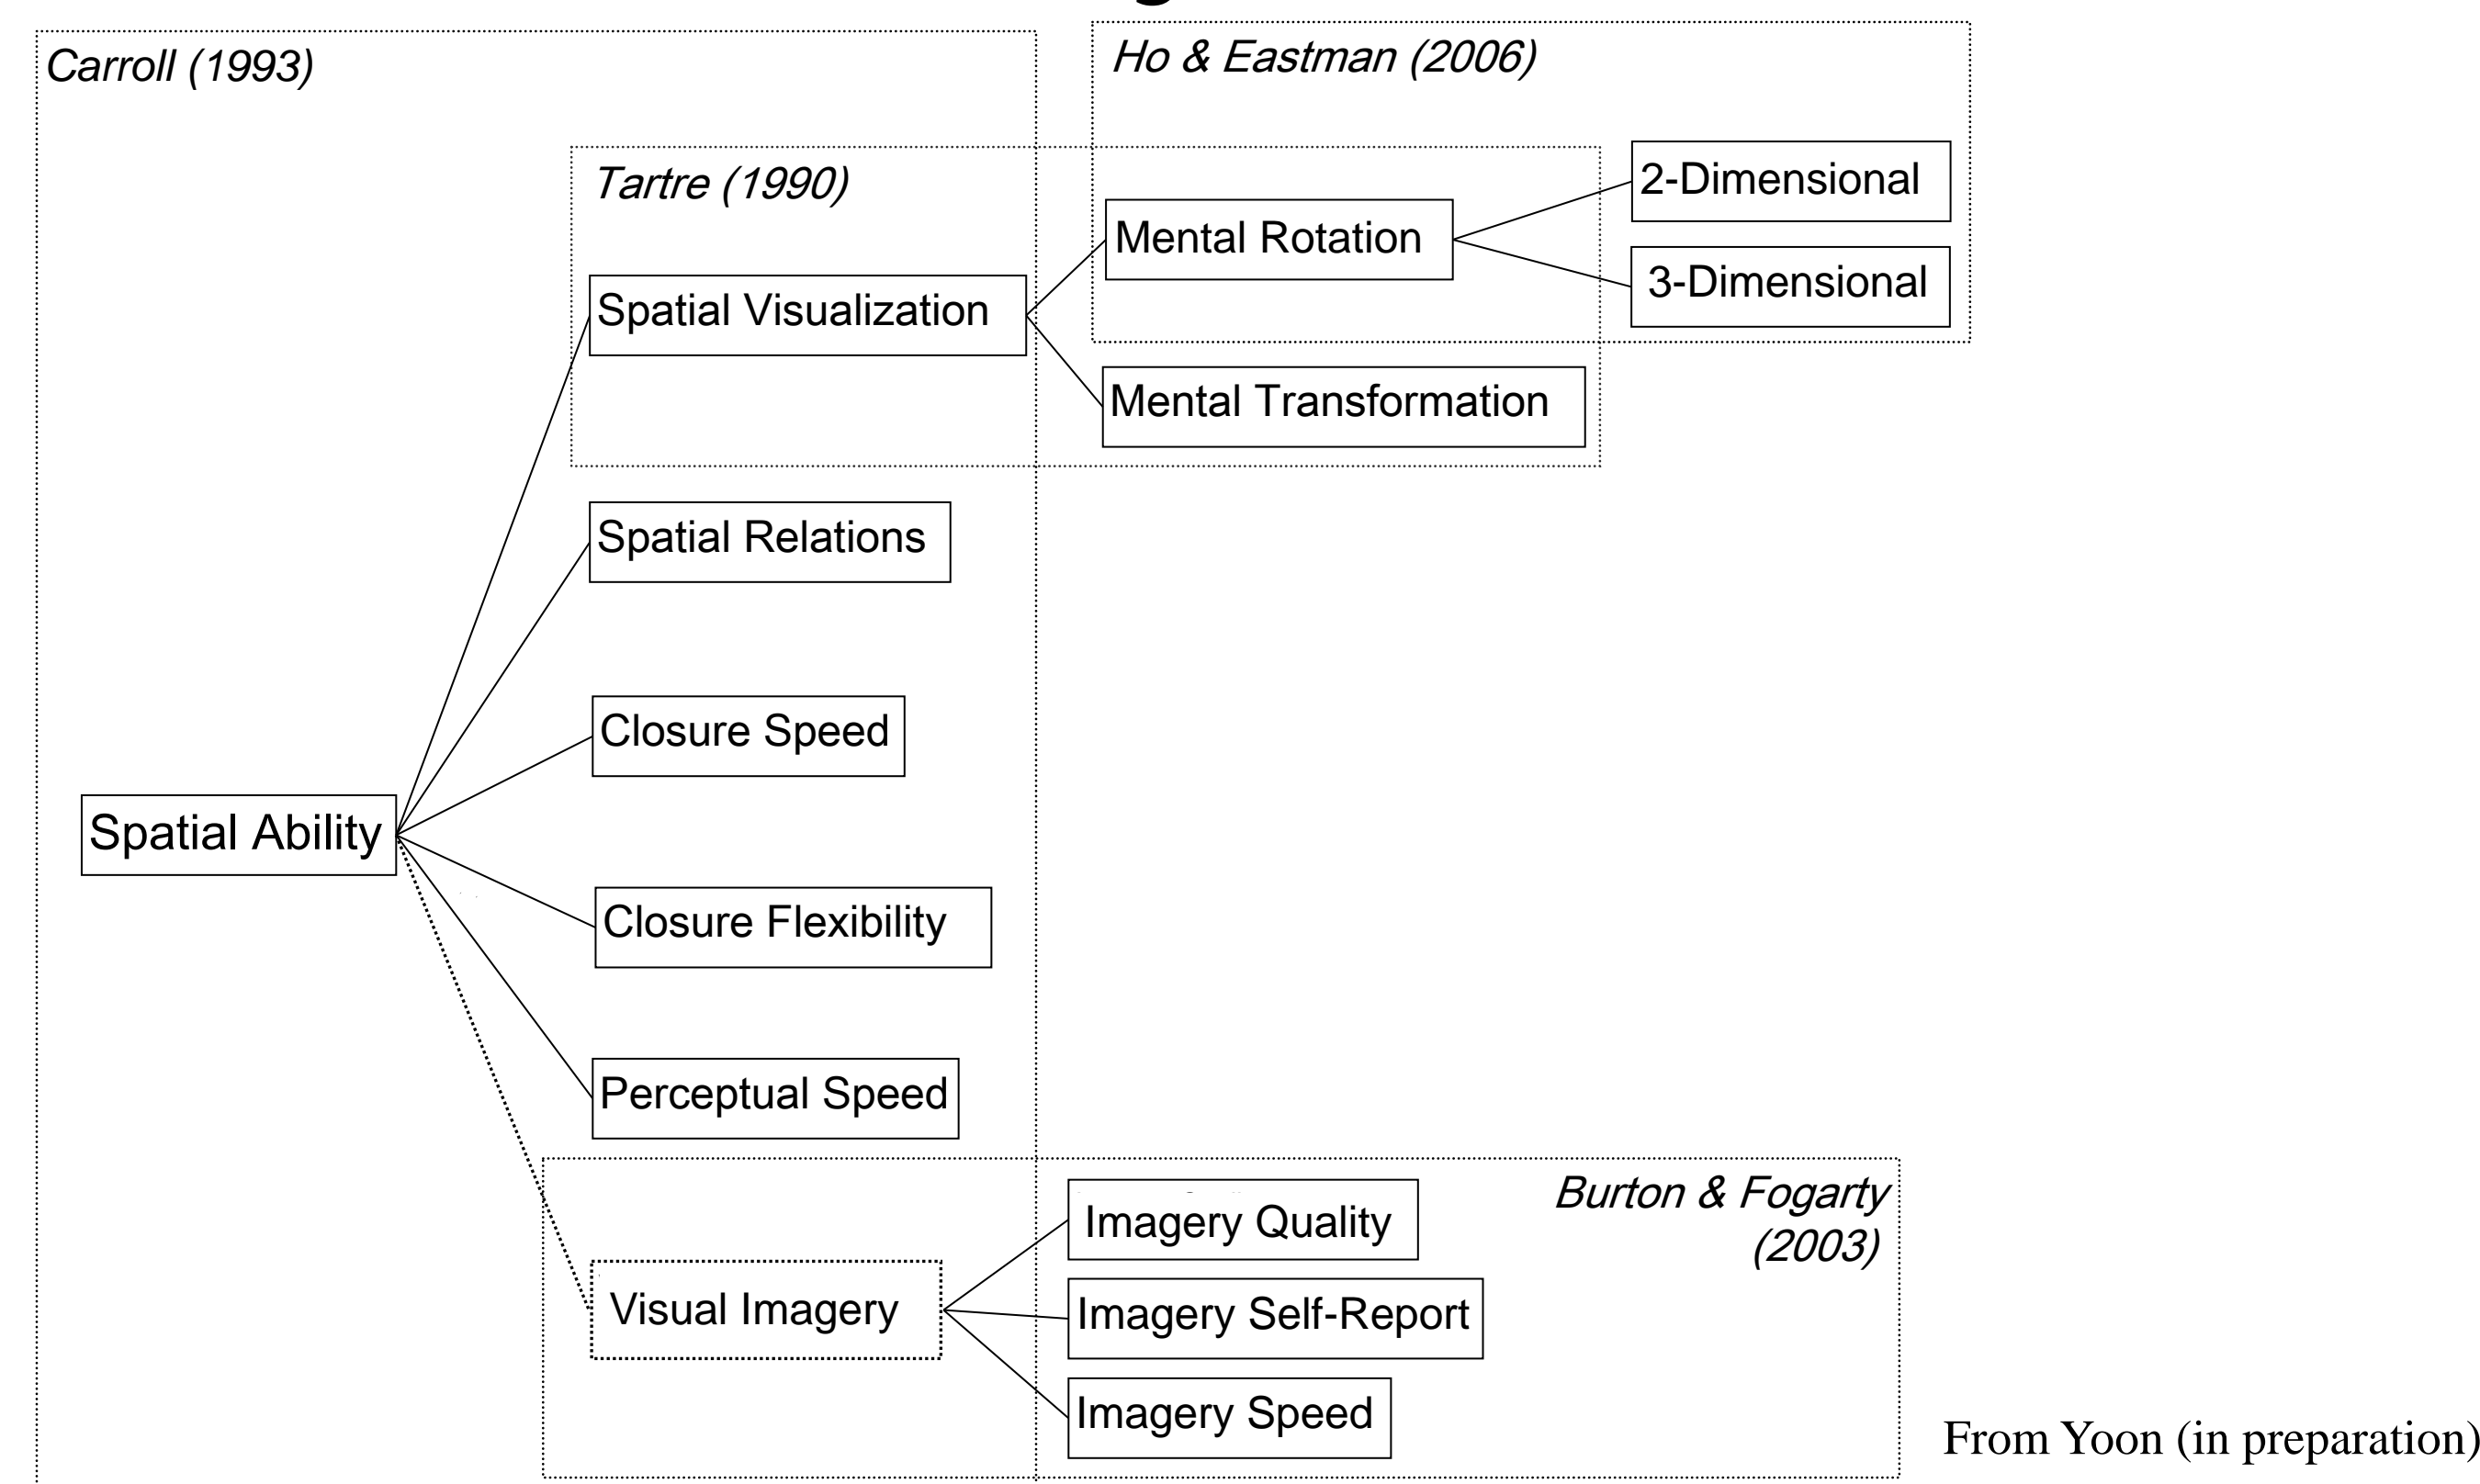 Carroll (1993)
Ho & Eastman (2006)
Tartre (1990)
2-Dimensional
Mental Rotation
3-Dimensional
Spatial Visualization
Mental Transformation
Spatial Relations
Closure Speed
Spatial Ability
Closure Flexibility
Perceptual Speed
Burton & Fogarty
(2003)
Imagery Quality
Visual Imagery
Imagery Self-Report
Imagery Speed
From Yoon (in preparation)